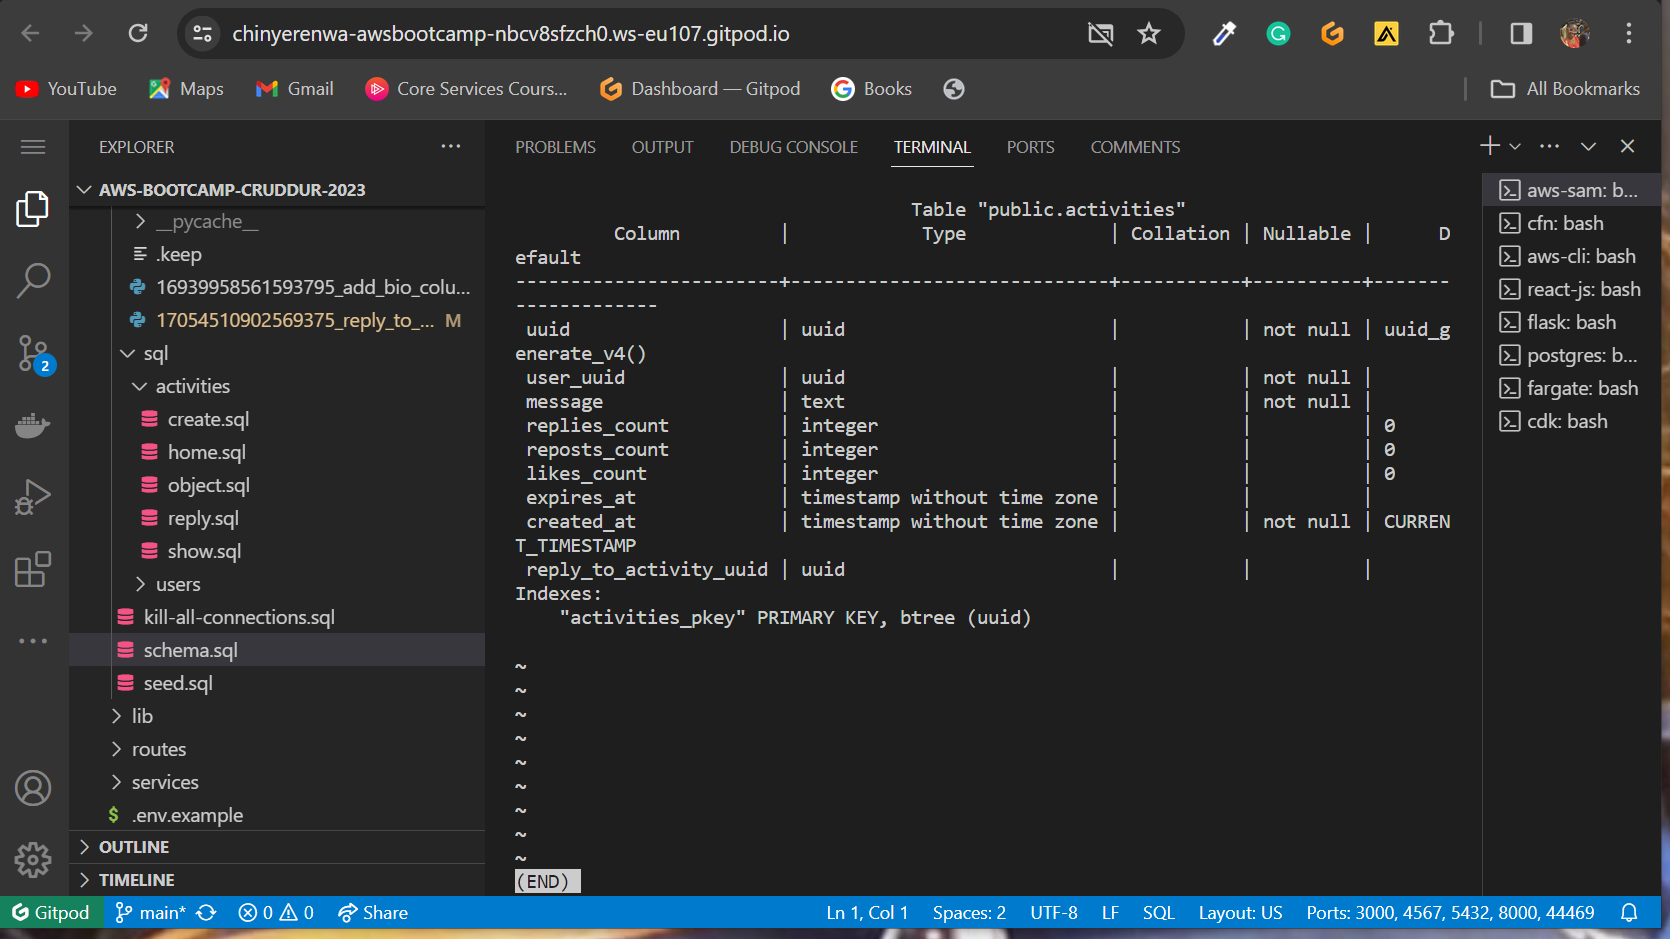 chinyerenwa-awsbootcamp-nbcv8sfzch0.ws-eu107.gitpod.io
YouTube Maps Gmail Core Services Cours... Dashboard — Gitpod Books All Bookmarks
EXPLORER ...
AWS-BOOTCAMP-CRUDDUR-2023
__pycache__
.keep
16939958561593795_add_bio_colu...
17054510902569375_reply_to_... M
sql
activities
create.sql
home.sql
object.sql
reply.sql
show.sql
users
kill-all-connections.sql
schema.sql
seed.sql
lib
routes
services
$ .env.example
OUTLINE
TIMELINE
2
PROBLEMS OUTPUT DEBUG CONSOLE TERMINAL PORTS COMMENTS
Table "public.activities"
Column | Type | Collation | Nullable | D
efault
------------------------+-----------------------------+-----------+----------+-------
-------------
uuid | uuid | | not null | uuid_g
enerate_v4()
user_uuid | uuid | | not null |
message | text | | not null |
replies_count | integer | | | 0
reposts_count | integer | | | 0
likes_count | integer | | | 0
expires_at | timestamp without time zone | | |
created_at | timestamp without time zone | | not null | CURREN
T_TIMESTAMP
reply_to_activity_uuid | uuid | | |
Indexes:
"activities_pkey" PRIMARY KEY, btree (uuid)
~
~
~
~
~
~
~
~
~
(END)
aws-sam: b...
cfn: bash
aws-cli: bash
react-js: bash
flask: bash
postgres: b...
fargate: bash
cdk: bash
Gitpod main* 0 0 Share Ln 1, Col 1 Spaces: 2 UTF-8 LF SQL Layout: US Ports: 3000, 4567, 5432, 8000, 44469